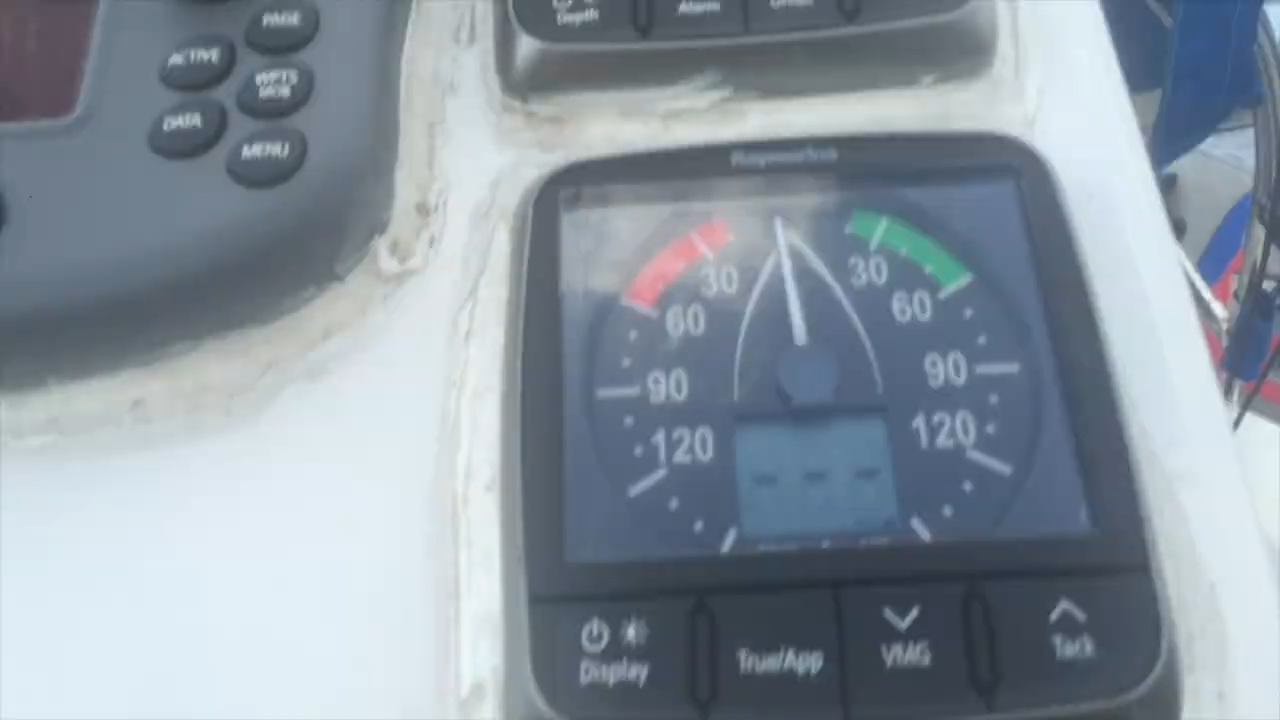 PAGE
ACTIVE
WPTS
MOB
DATA
MENU
Depth
Alarm
Raymarine
30 30
60 60
90 90
120 120
- - -
Display
True/App
VMG
Tack